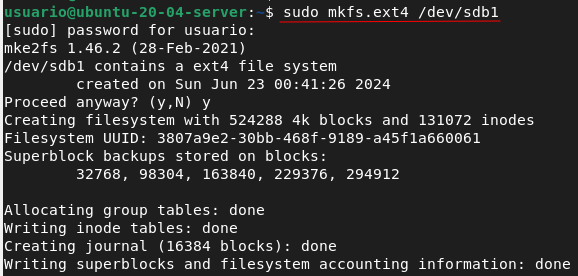 usuario@ubuntu-20-04-server:~$ sudo mkfs.ext4 /dev/sdb1
[sudo] password for usuario:
mke2fs 1.46.2 (28-Feb-2021)
/dev/sdb1 contains a ext4 file system
        created on Sun Jun 23 00:41:26 2024
Proceed anyway? (y,N) y
Creating filesystem with 524288 4k blocks and 131072 inodes
Filesystem UUID: 3807a9e2-30bb-468f-9189-a45f1a660061
Superblock backups stored on blocks:
        32768, 98304, 163840, 229376, 294912

Allocating group tables: done
Writing inode tables: done
Creating journal (16384 blocks): done
Writing superblocks and filesystem accounting information: done